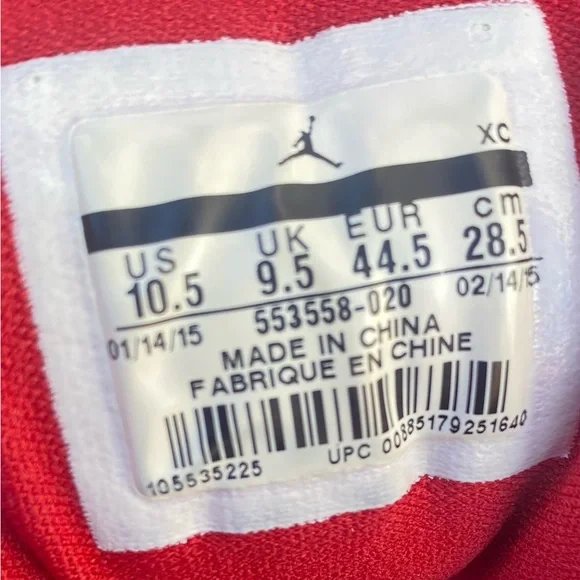 XC
US UK EUR cm
10.5 9.5 44.5 28.5
01/14/15 553558-020 02/14/15
MADE IN CHINA
FABRIQUE EN CHINE
105535225 UPC 00885179251640